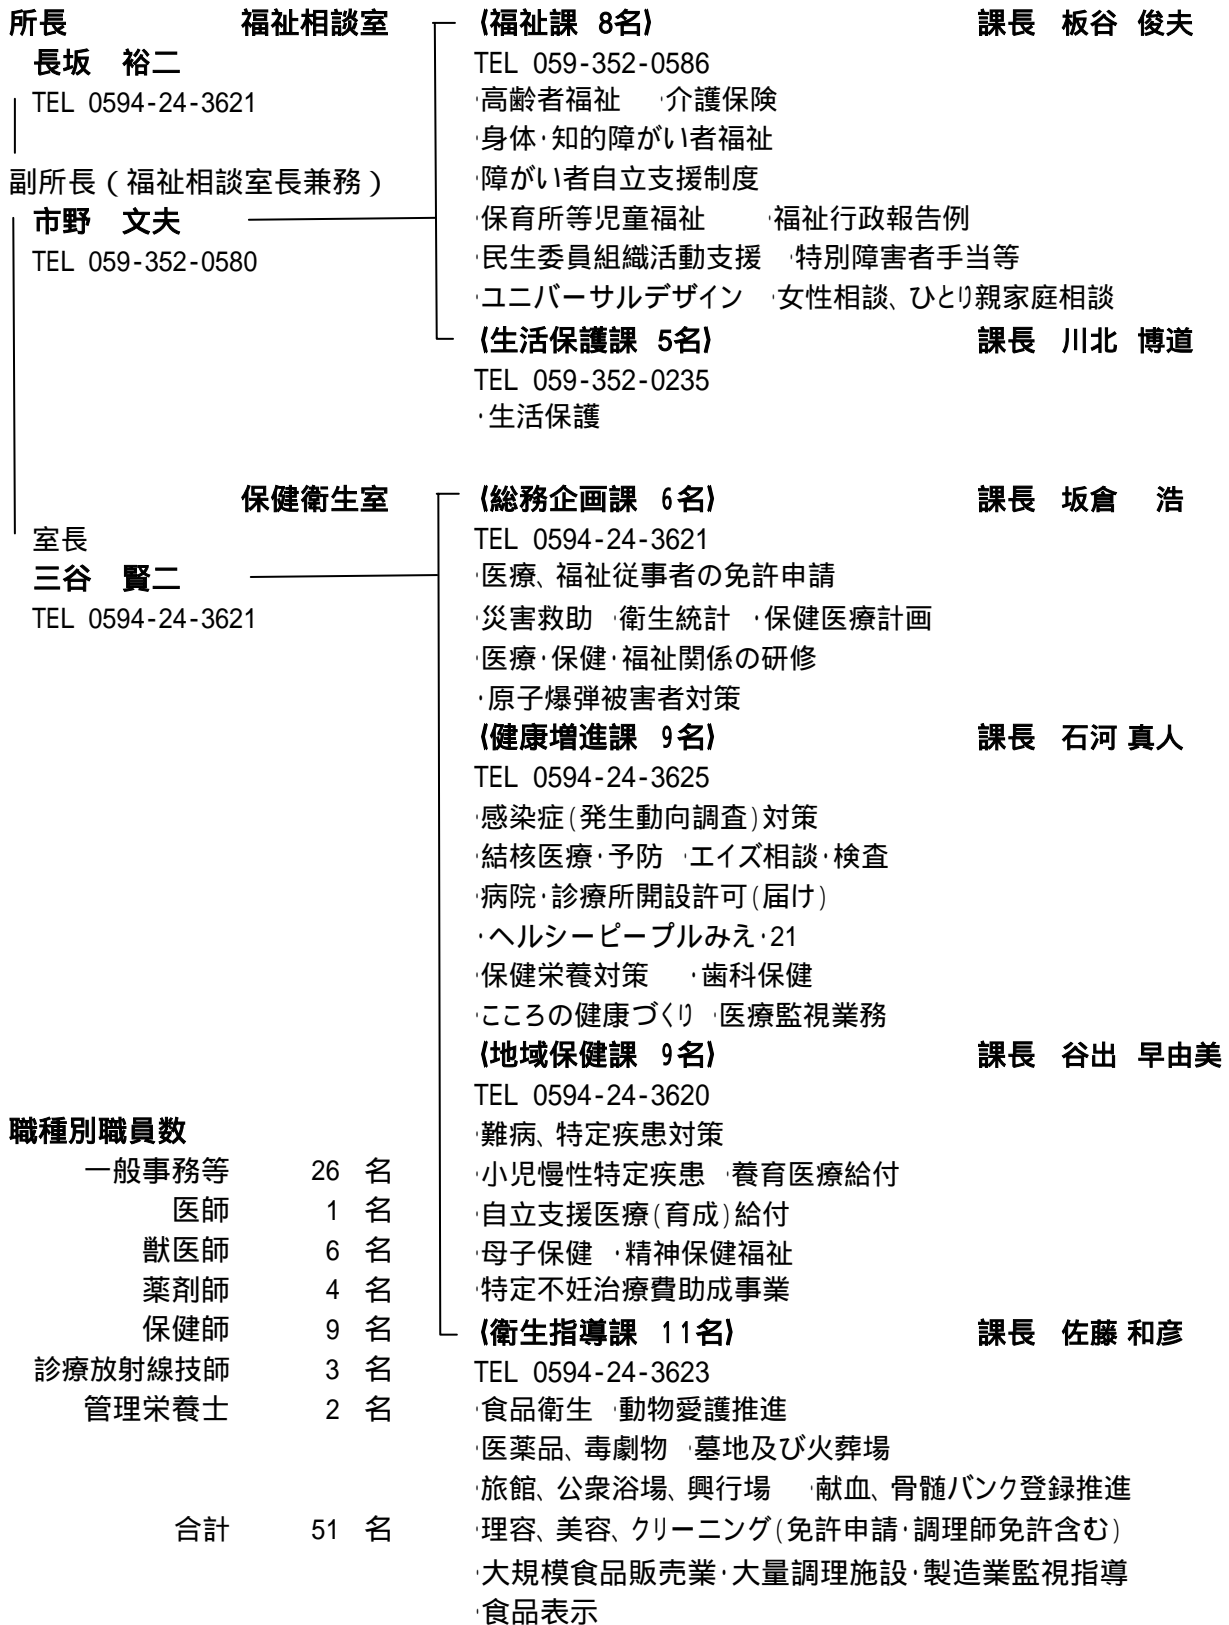 所長 福祉相談室
長坂 裕二
TEL 0594-24-3621
副所長(福祉相談室長兼務)
市野 文夫
TEL 059-352-0580
《福祉課 8名》 課長 板谷 俊夫
TEL 059-352-0586
・高齢者福祉 ・介護保険
・身体・知的障がい者福祉
・障がい者自立支援制度
・保育所等児童福祉 ・福祉行政報告例
・民生委員組織活動支援 ・特別障害者手当等
・ユニバーサルデザイン ・女性相談、ひとり親家庭相談
《生活保護課 5名》 課長 川北 博道
TEL 059-352-0235
・生活保護
保健衛生室
室長
三谷 賢二
TEL 0594-24-3621
《総務企画課 6名》 課長 坂倉 浩
TEL 0594-24-3621
・医療、福祉従事者の免許申請
・災害救助 ・衛生統計 ・保健医療計画
・医療・保健・福祉関係の研修
・原子爆弾被害者対策
《健康増進課 9名》 課長 石河 真人
TEL 0594-24-3625
・感染症(発生動向調査)対策
・結核医療・予防 ・エイズ相談・検査
・病院・診療所開設許可(届け)
・ヘルシーピープルみえ・21
・保健栄養対策 ・歯科保健
・こころの健康づくり ・医療監視業務
《地域保健課 9名》 課長 谷出 早由美
TEL 0594-24-3620
・難病、特定疾患対策
・小児慢性特定疾患 ・養育医療給付
・自立支援医療(育成)給付
・母子保健 ・精神保健福祉
・特定不妊治療費助成事業
《衛生指導課 11名》 課長 佐藤 和彦
TEL 0594-24-3623
・食品衛生 ・動物愛護推進
・医薬品、毒劇物 ・墓地及び火葬場
・旅館、公衆浴場、興行場 ・献血、骨髄バンク登録推進
・理容、美容、クリーニング(免許申請・調理師免許含む)
・大規模食品販売業・大量調理施設・製造業監視指導
・食品表示
職種別職員数
一般事務等 26 名
医師 1 名
獣医師 6 名
薬剤師 4 名
保健師 9 名
診療放射線技師 3 名
管理栄養士 2 名
合計 51 名